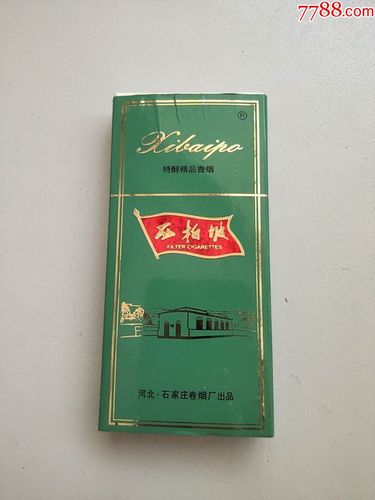 7788.com
®
Xibaipo
特醇精品香烟
西柏坡
FILTER CIGARETTES
河北·石家庄卷烟厂出品